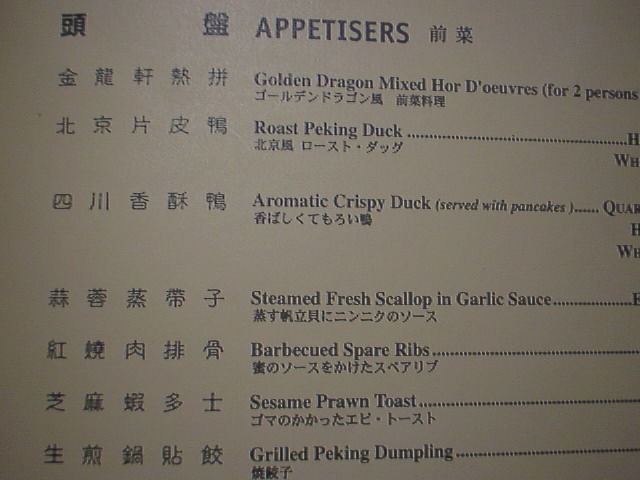 頭 盤 APPETISERS 前菜
金龍軒熱拼 Golden Dragon Mixed Hor D'oeuvres (for 2 persons
ゴールデンドラゴン風 前菜料理
北京片皮鴨 Roast Peking Duck ........................................H
北京風 ロースト・ダッグ
WH
四川香酥鴨 Aromatic Crispy Duck (served with pancakes )...... QUAR
香ばしくてもろい鴨
H
WH
蒜蓉蒸帶子 Steamed Fresh Scallop in Garlic Sauce..................E
蒸す帆立貝にニンニクのソース
紅燒肉排骨 Barbecued Spare Ribs........................................
蜜のソースをかけたスペアリブ
芝麻蝦多士 Sesame Prawn Toast...........................................
ゴマのかかったエビ・トースト
生煎鍋貼餃 Grilled Peking Dumpling...................................
焼餃子